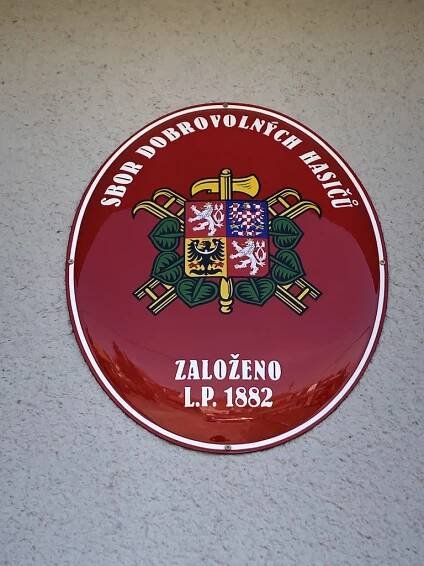 SBOR DOBROVOLNÝCH HASIČŮ
ZALOŽENO
L.P. 1882